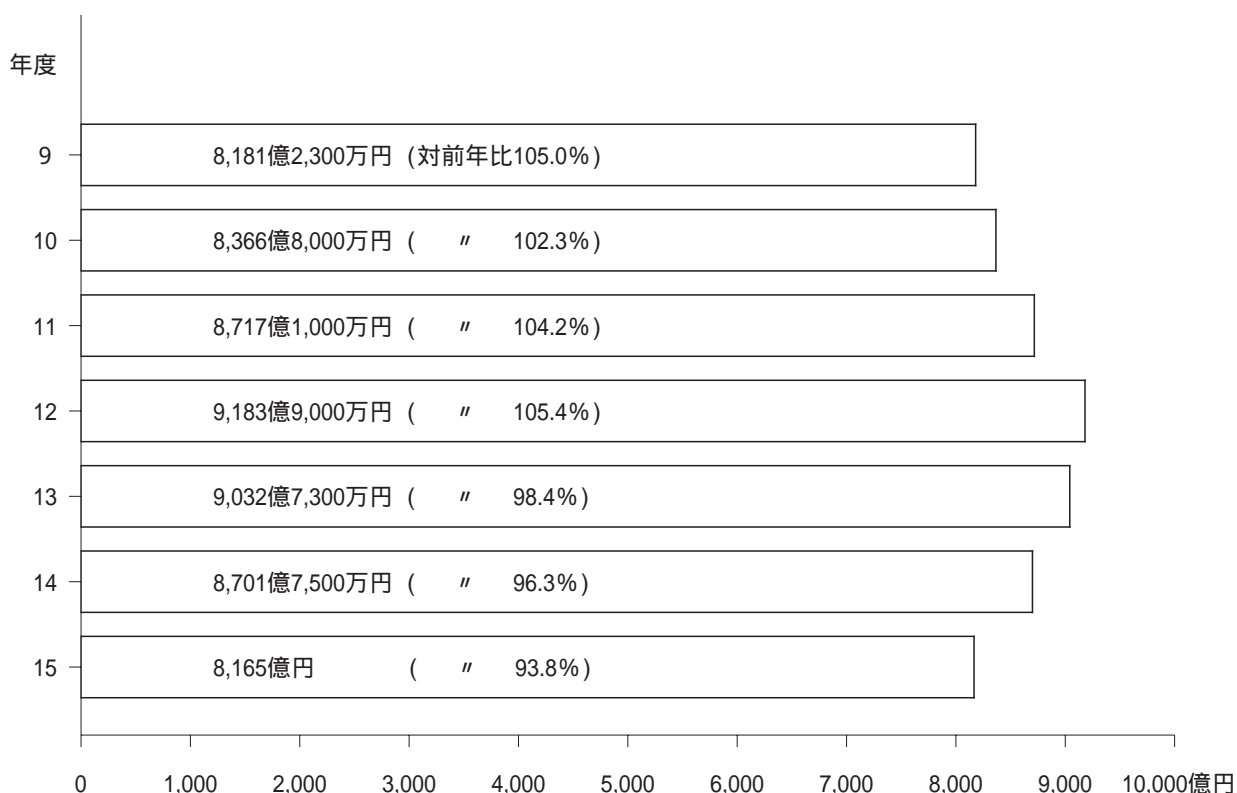 年度
9 8,181億2,300万円 (対前年比105.0%)
10 8,366億8,000万円 ( 〃 102.3%)
11 8,717億1,000万円 ( 〃 104.2%)
12 9,183億9,000万円 ( 〃 105.4%)
13 9,032億7,300万円 ( 〃 98.4%)
14 8,701億7,500万円 ( 〃 96.3%)
15 8,165億円 ( 〃 93.8%)
0 1,000 2,000 3,000 4,000 5,000 6,000 7,000 8,000 9,000 10,000億円